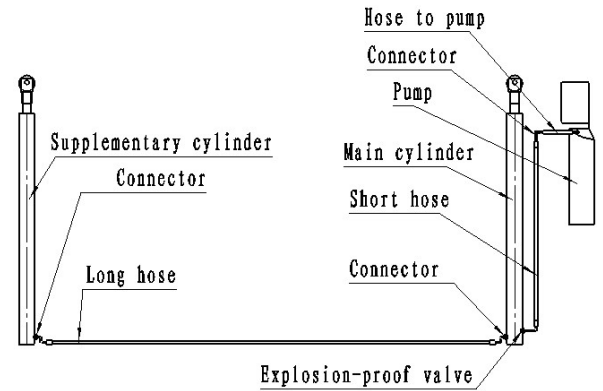 Hose to pump
Connector
Pump
Supplementary cylinder
Main cylinder
Connector
Short hose
Long hose
Connector
Explosion-proof valve